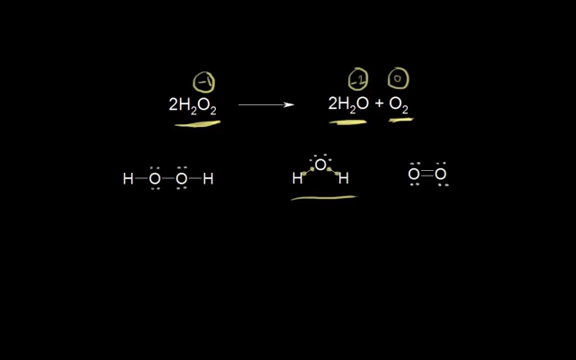 -1 -2 0
2H₂O₂ → 2H₂O + O₂
H—O—O—H H O H O=O